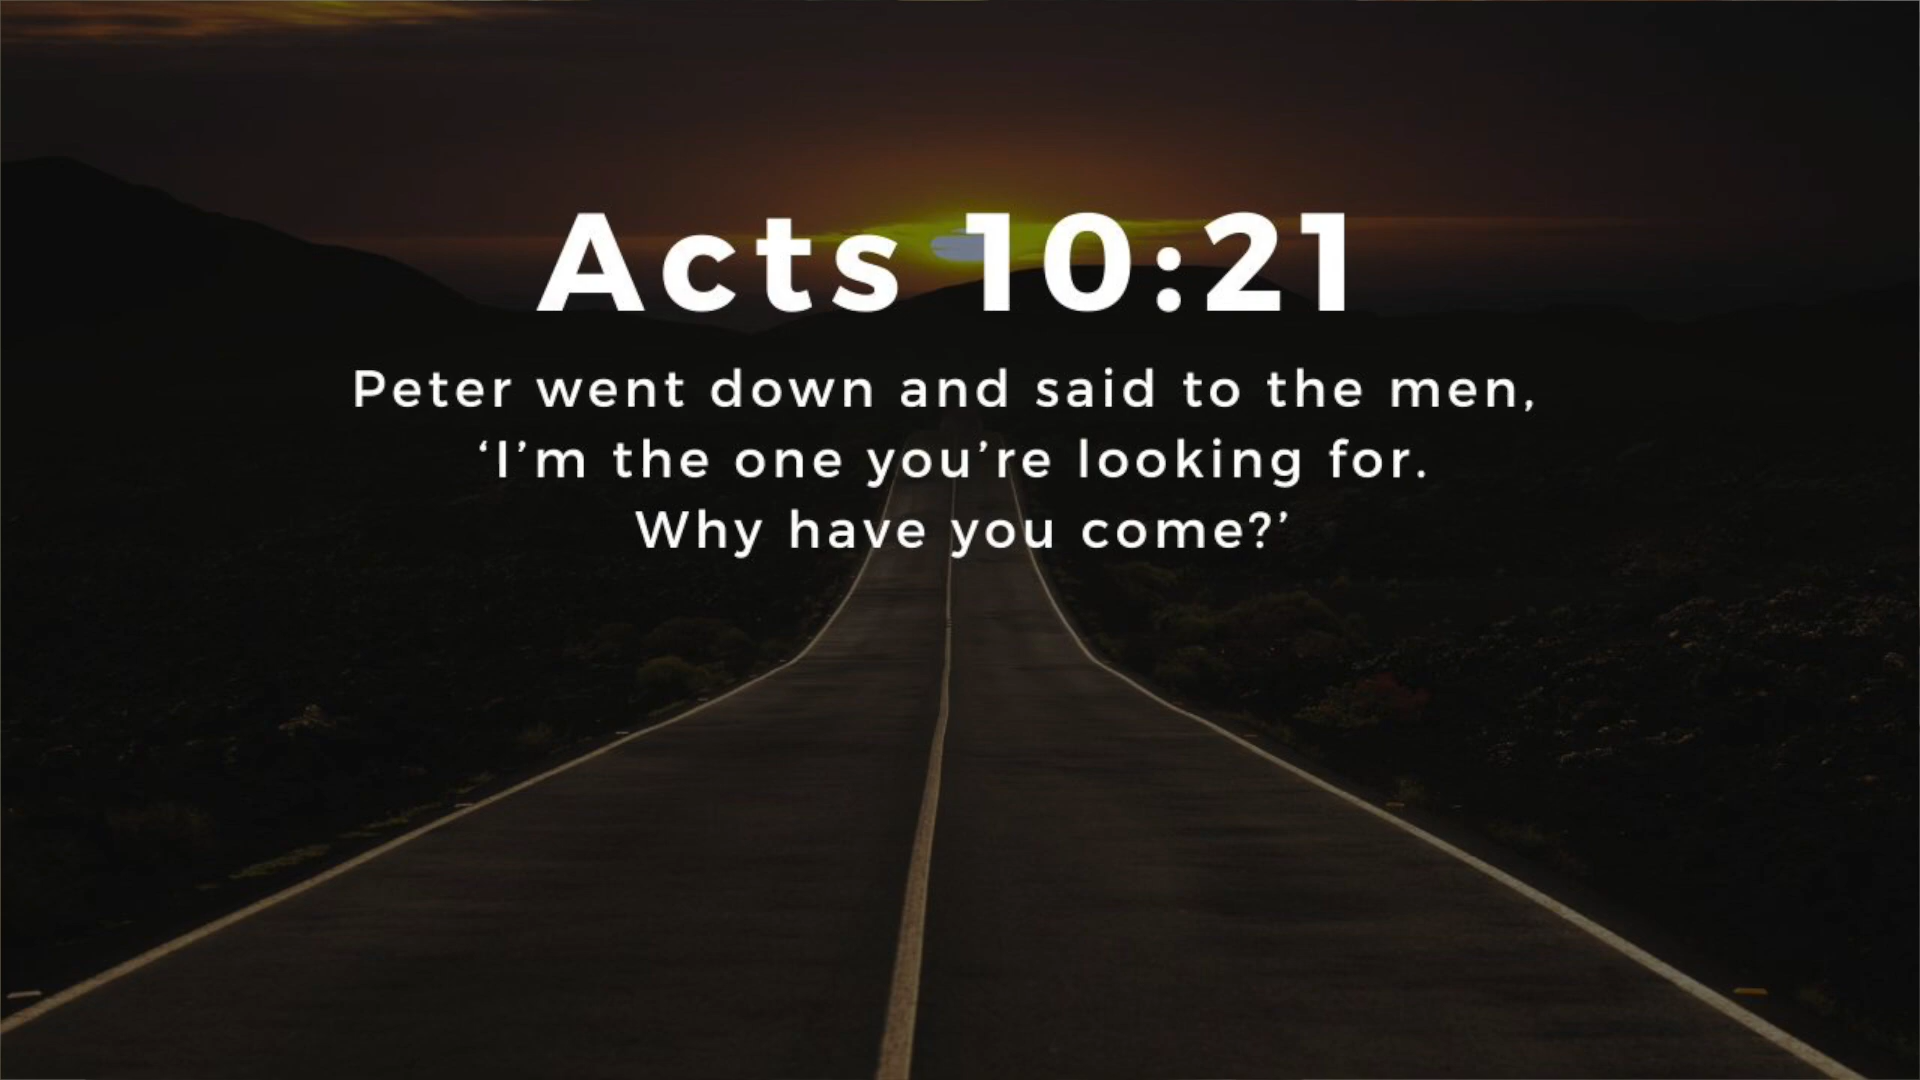 Acts 10:21
Peter went down and said to the men,
‘I’m the one you’re looking for.
Why have you come?’